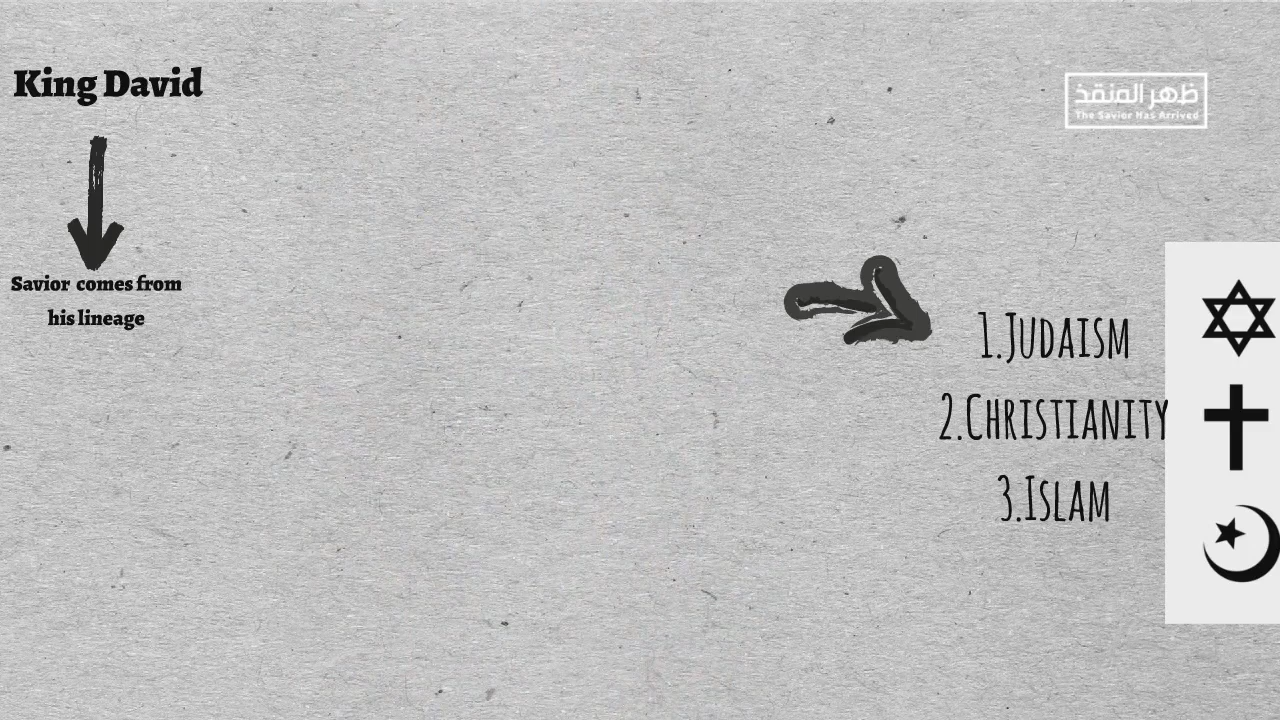 King David
Savior comes from
his lineage
ظهر المنقذ
The Savior Has Arrived
1.Judaism
2.Christianity
3.Islam